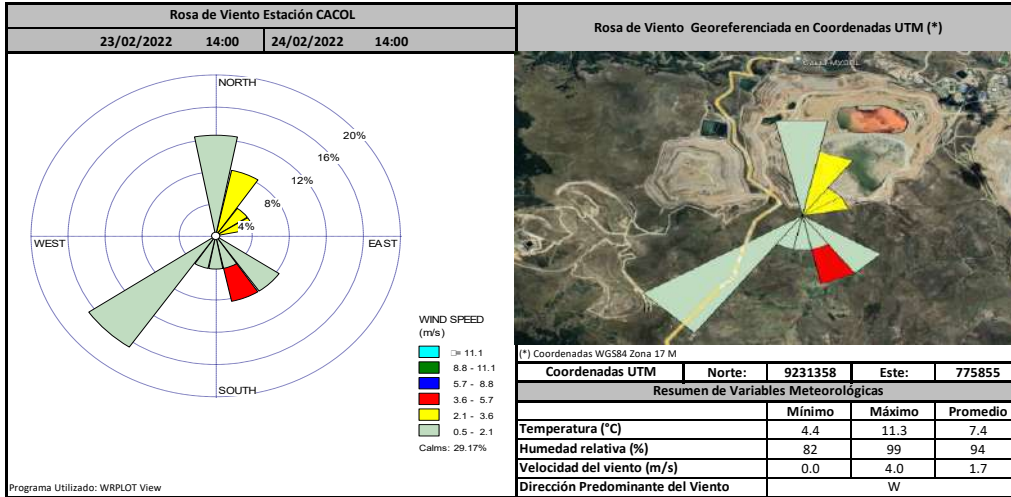 Rosa de Viento Estación CACOL
23/02/2022 14:00 24/02/2022 14:00
NORTH
20%
16%
12%
8%
4%
WEST
EAST
SOUTH
WIND SPEED
(m/s)
□= 11.1
8.8 - 11.1
5.7 - 8.8
3.6 - 5.7
2.1 - 3.6
0.5 - 2.1
Calms: 29.17%
Programa Utilizado: WRPLOT View
Rosa de Viento Georeferenciada en Coordenadas UTM (*)
(*) Coordenadas WGS84 Zona 17 M
Coordenadas UTM Norte: 9231358 Este: 775855
Resumen de Variables Meteorológicas
Mínimo Máximo Promedio
Temperatura (°C) 4.4 11.3 7.4
Humedad relativa (%) 82 99 94
Velocidad del viento (m/s) 0.0 4.0 1.7
Dirección Predominante del Viento W